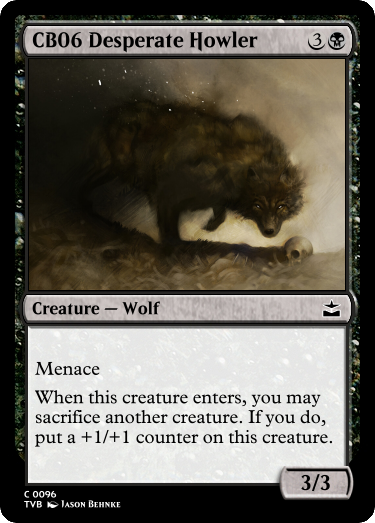 CB06 Desperate Howler 3
Creature — Wolf
Menace
When this creature enters, you may
sacrifice another creature. If you do,
put a +1/+1 counter on this creature.
3/3
C 0096
TVB Jason Behnke